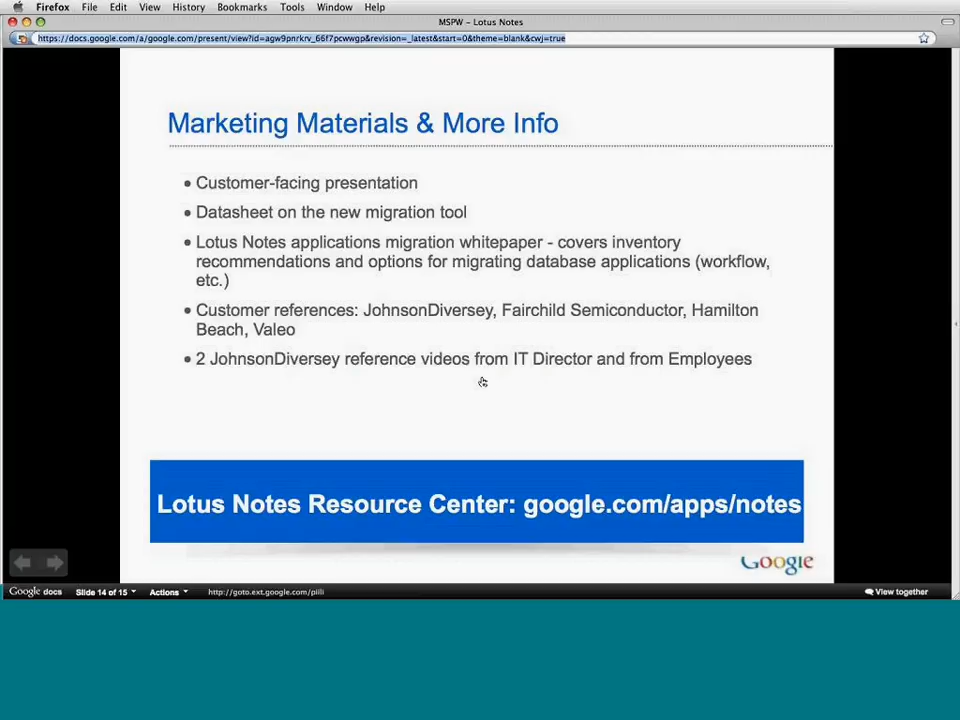 Firefox File Edit View History Bookmarks Tools Window Help
MSPW - Lotus Notes
https://docs.google.com/a/google.com/present/view?id=agw9pnrkrv_66f7pcwwgp&revision=_latest&start=0&theme=blank&cwj=true
Marketing Materials & More Info
• Customer-facing presentation
• Datasheet on the new migration tool
• Lotus Notes applications migration whitepaper - covers inventory
recommendations and options for migrating database applications (workflow,
etc.)
• Customer references: JohnsonDiversey, Fairchild Semiconductor, Hamilton
Beach, Valeo
• 2 JohnsonDiversey reference videos from IT Director and from Employees
Lotus Notes Resource Center: google.com/apps/notes
Google
Google docs Slide 14 of 15 Actions http://goto.ext.google.com/piili View together